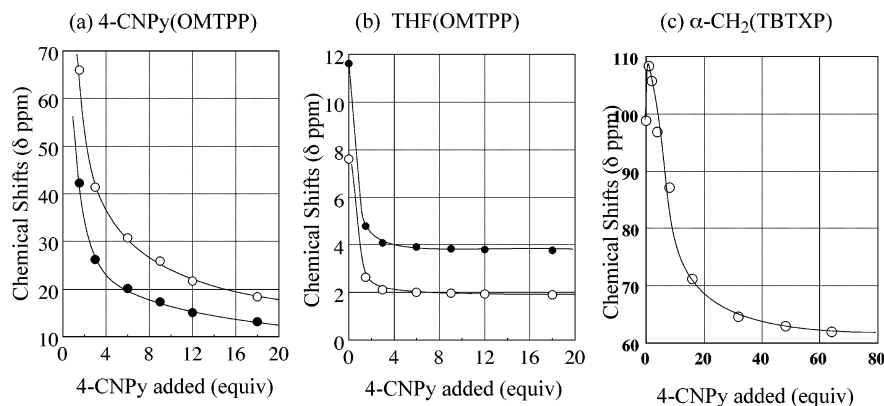 (a) 4-CNPy(OMTPP)
(b) THF(OMTPP)
(c) α-CH2(TBTXP)
Chemical Shifts (δ ppm)
70
60
50
40
30
20
10
0 4 8 12 16 20
4-CNPy added (equiv)
Chemical Shifts (δ ppm)
12
10
8
6
4
2
0
0 4 8 12 16 20
4-CNPy added (equiv)
Chemical Shifts (δ ppm)
110
100
90
80
70
60
0 20 40 60 80
4-CNPy added (equiv)